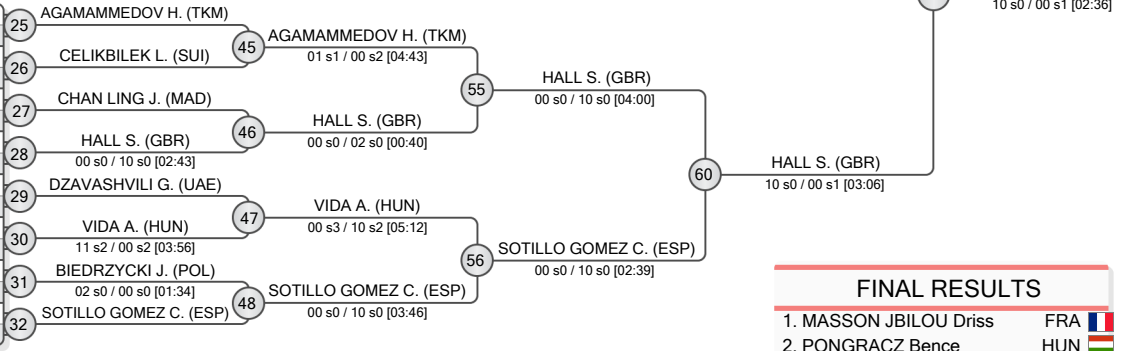 10 s0 / 00 s1 [02:36]
25
AGAMAMMEDOV H. (TKM)
26
CELIKBILEK L. (SUI)
45
AGAMAMMEDOV H. (TKM)
01 s1 / 00 s2 [04:43]
27
CHAN LING J. (MAD)
28
HALL S. (GBR)
00 s0 / 10 s0 [02:43]
46
HALL S. (GBR)
00 s0 / 02 s0 [00:40]
55
HALL S. (GBR)
00 s0 / 10 s0 [04:00]
29
DZAVASHVILI G. (UAE)
30
VIDA A. (HUN)
11 s2 / 00 s2 [03:56]
47
VIDA A. (HUN)
00 s3 / 10 s2 [05:12]
31
BIEDRZYCKI J. (POL)
02 s0 / 00 s0 [01:34]
32
SOTILLO GOMEZ C. (ESP)
48
SOTILLO GOMEZ C. (ESP)
00 s0 / 10 s0 [03:46]
56
SOTILLO GOMEZ C. (ESP)
00 s0 / 10 s0 [02:39]
60
HALL S. (GBR)
10 s0 / 00 s1 [03:06]
FINAL RESULTS
1. MASSON JBILOU Driss FRA
2. PONGRACZ Bence HUN